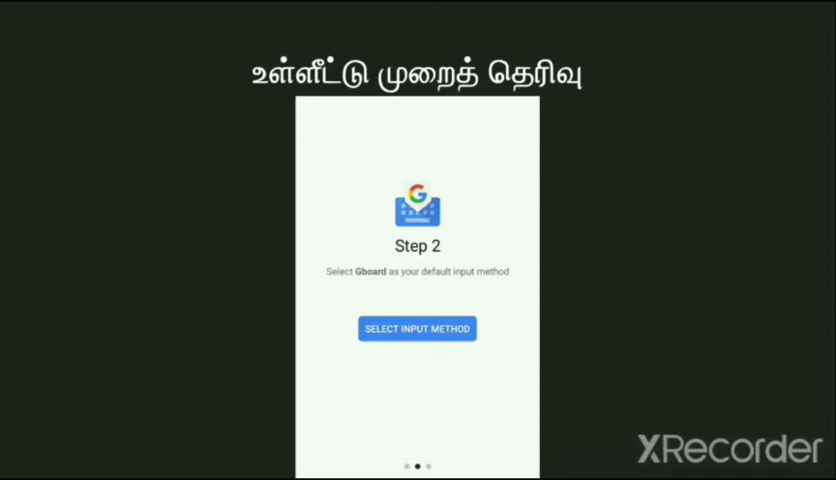 உள்ளீட்டு முறைத் தெரிவு
G
Step 2
Select Gboard as your default input method
SELECT INPUT METHOD
XRecorder